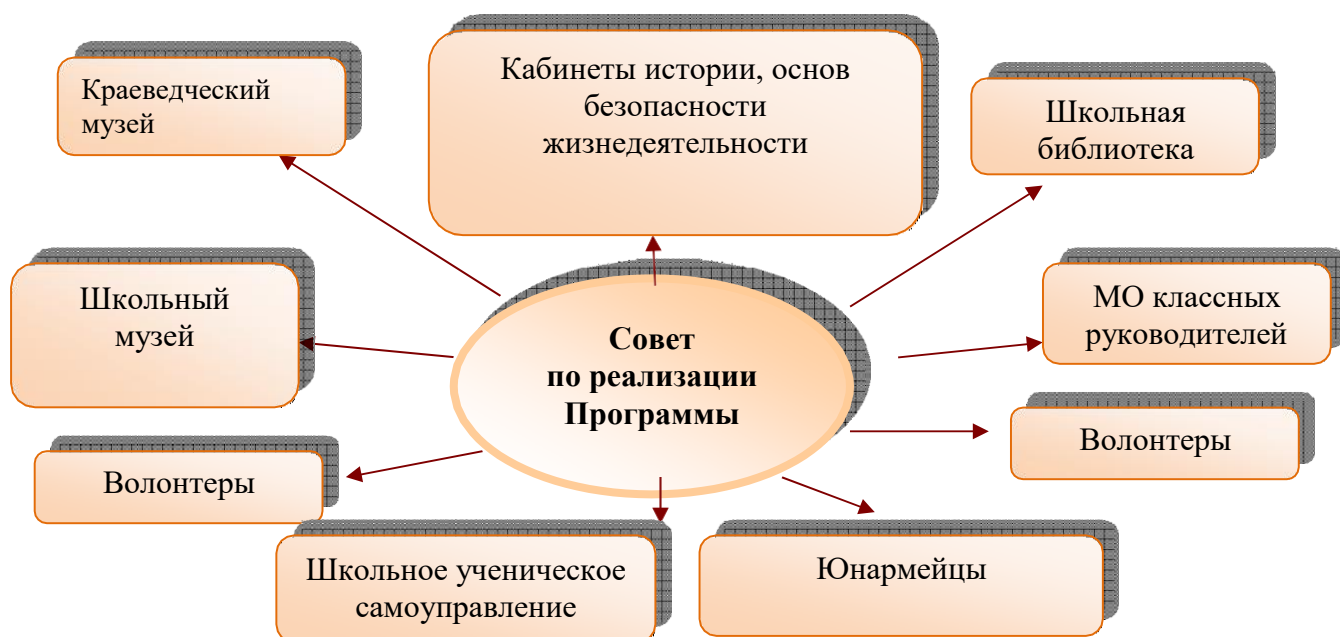 Краеведческий
музей
Кабинеты истории, основ
безопасности
жизнедеятельности
Школьная
библиотека
Школьный
музей
Совет
по реализации
Программы
МО классных
руководителей
Волонтеры
Волонтеры
Школьное ученическое
самоуправление
Юнармейцы